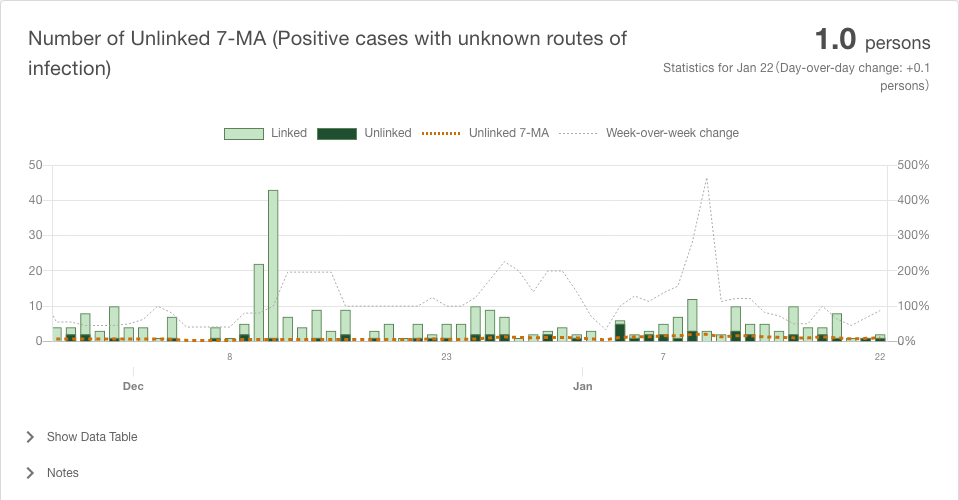 Number of Unlinked 7-MA (Positive cases with unknown routes of
infection)
1.0 persons
Statistics for Jan 22（Day-over-day change: +0.1
persons）
Linked Unlinked Unlinked 7-MA Week-over-week change
50 500%
40 400%
30 300%
20 200%
10 100%
0 0%
8 23 7 22
Dec Jan
Show Data Table
Notes